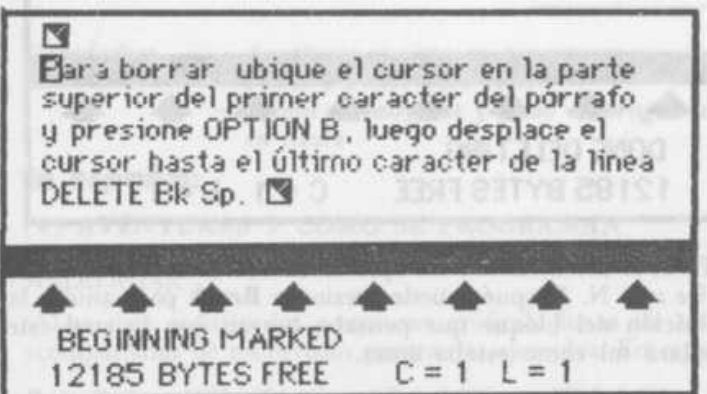 Para borrar ubique el cursor en la parte
superior del primer caracter del párrafo
y presione OPTION B, luego desplace el
cursor hasta el último caracter de la linea
DELETE Bk Sp.
BEGINNING MARKED
12185 BYTES FREE C = 1 L = 1